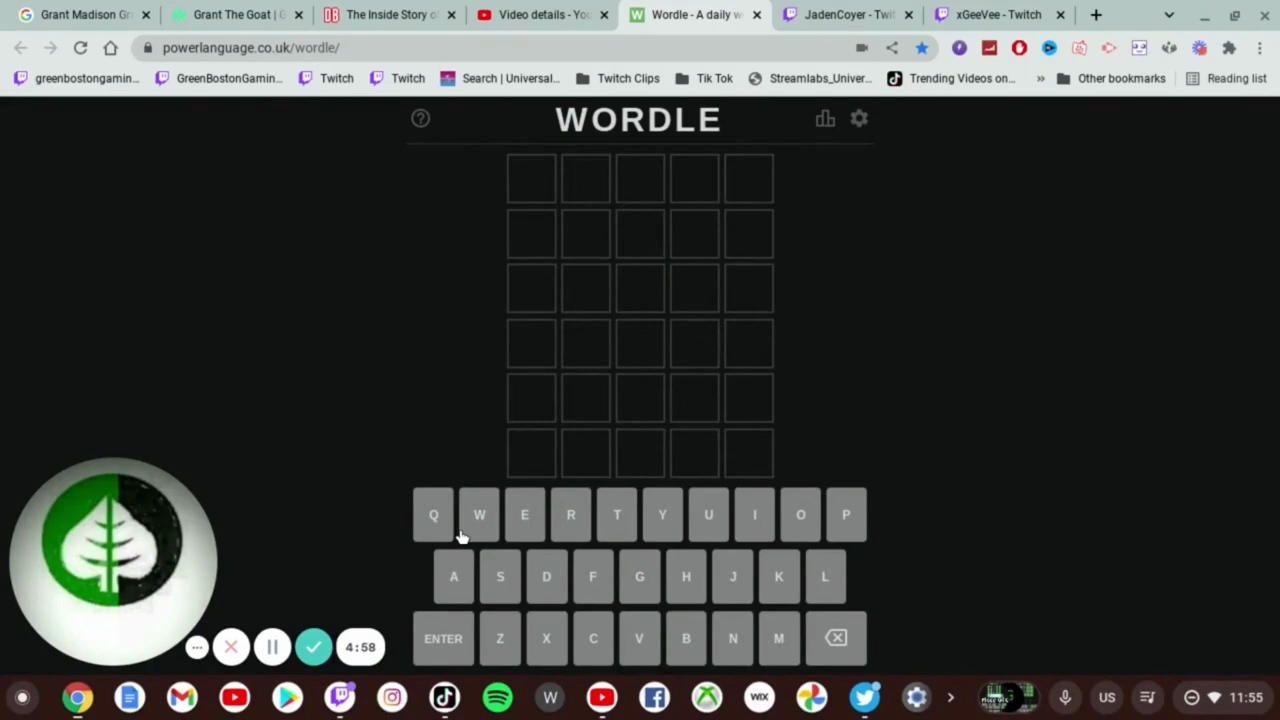 Grant Madison Gr
Grant The Goat | G
The Inside Story o
Video details - You
Wordle - A daily w
JadenCoyer - Twi
xGeeVee - Twitch
powerlanguage.co.uk/wordle/
greenbostongamin...
GreenBostonGamin...
Twitch
Twitch
Search | Universal...
Twitch Clips
Tik Tok
Streamlabs_Univer...
Trending Videos on...
»
Other bookmarks
Reading list
WORDLE
Q W E R T Y U I O P
A S D F G H J K L
ENTER Z X C V B N M
4:58
W
WIX
US
11:55